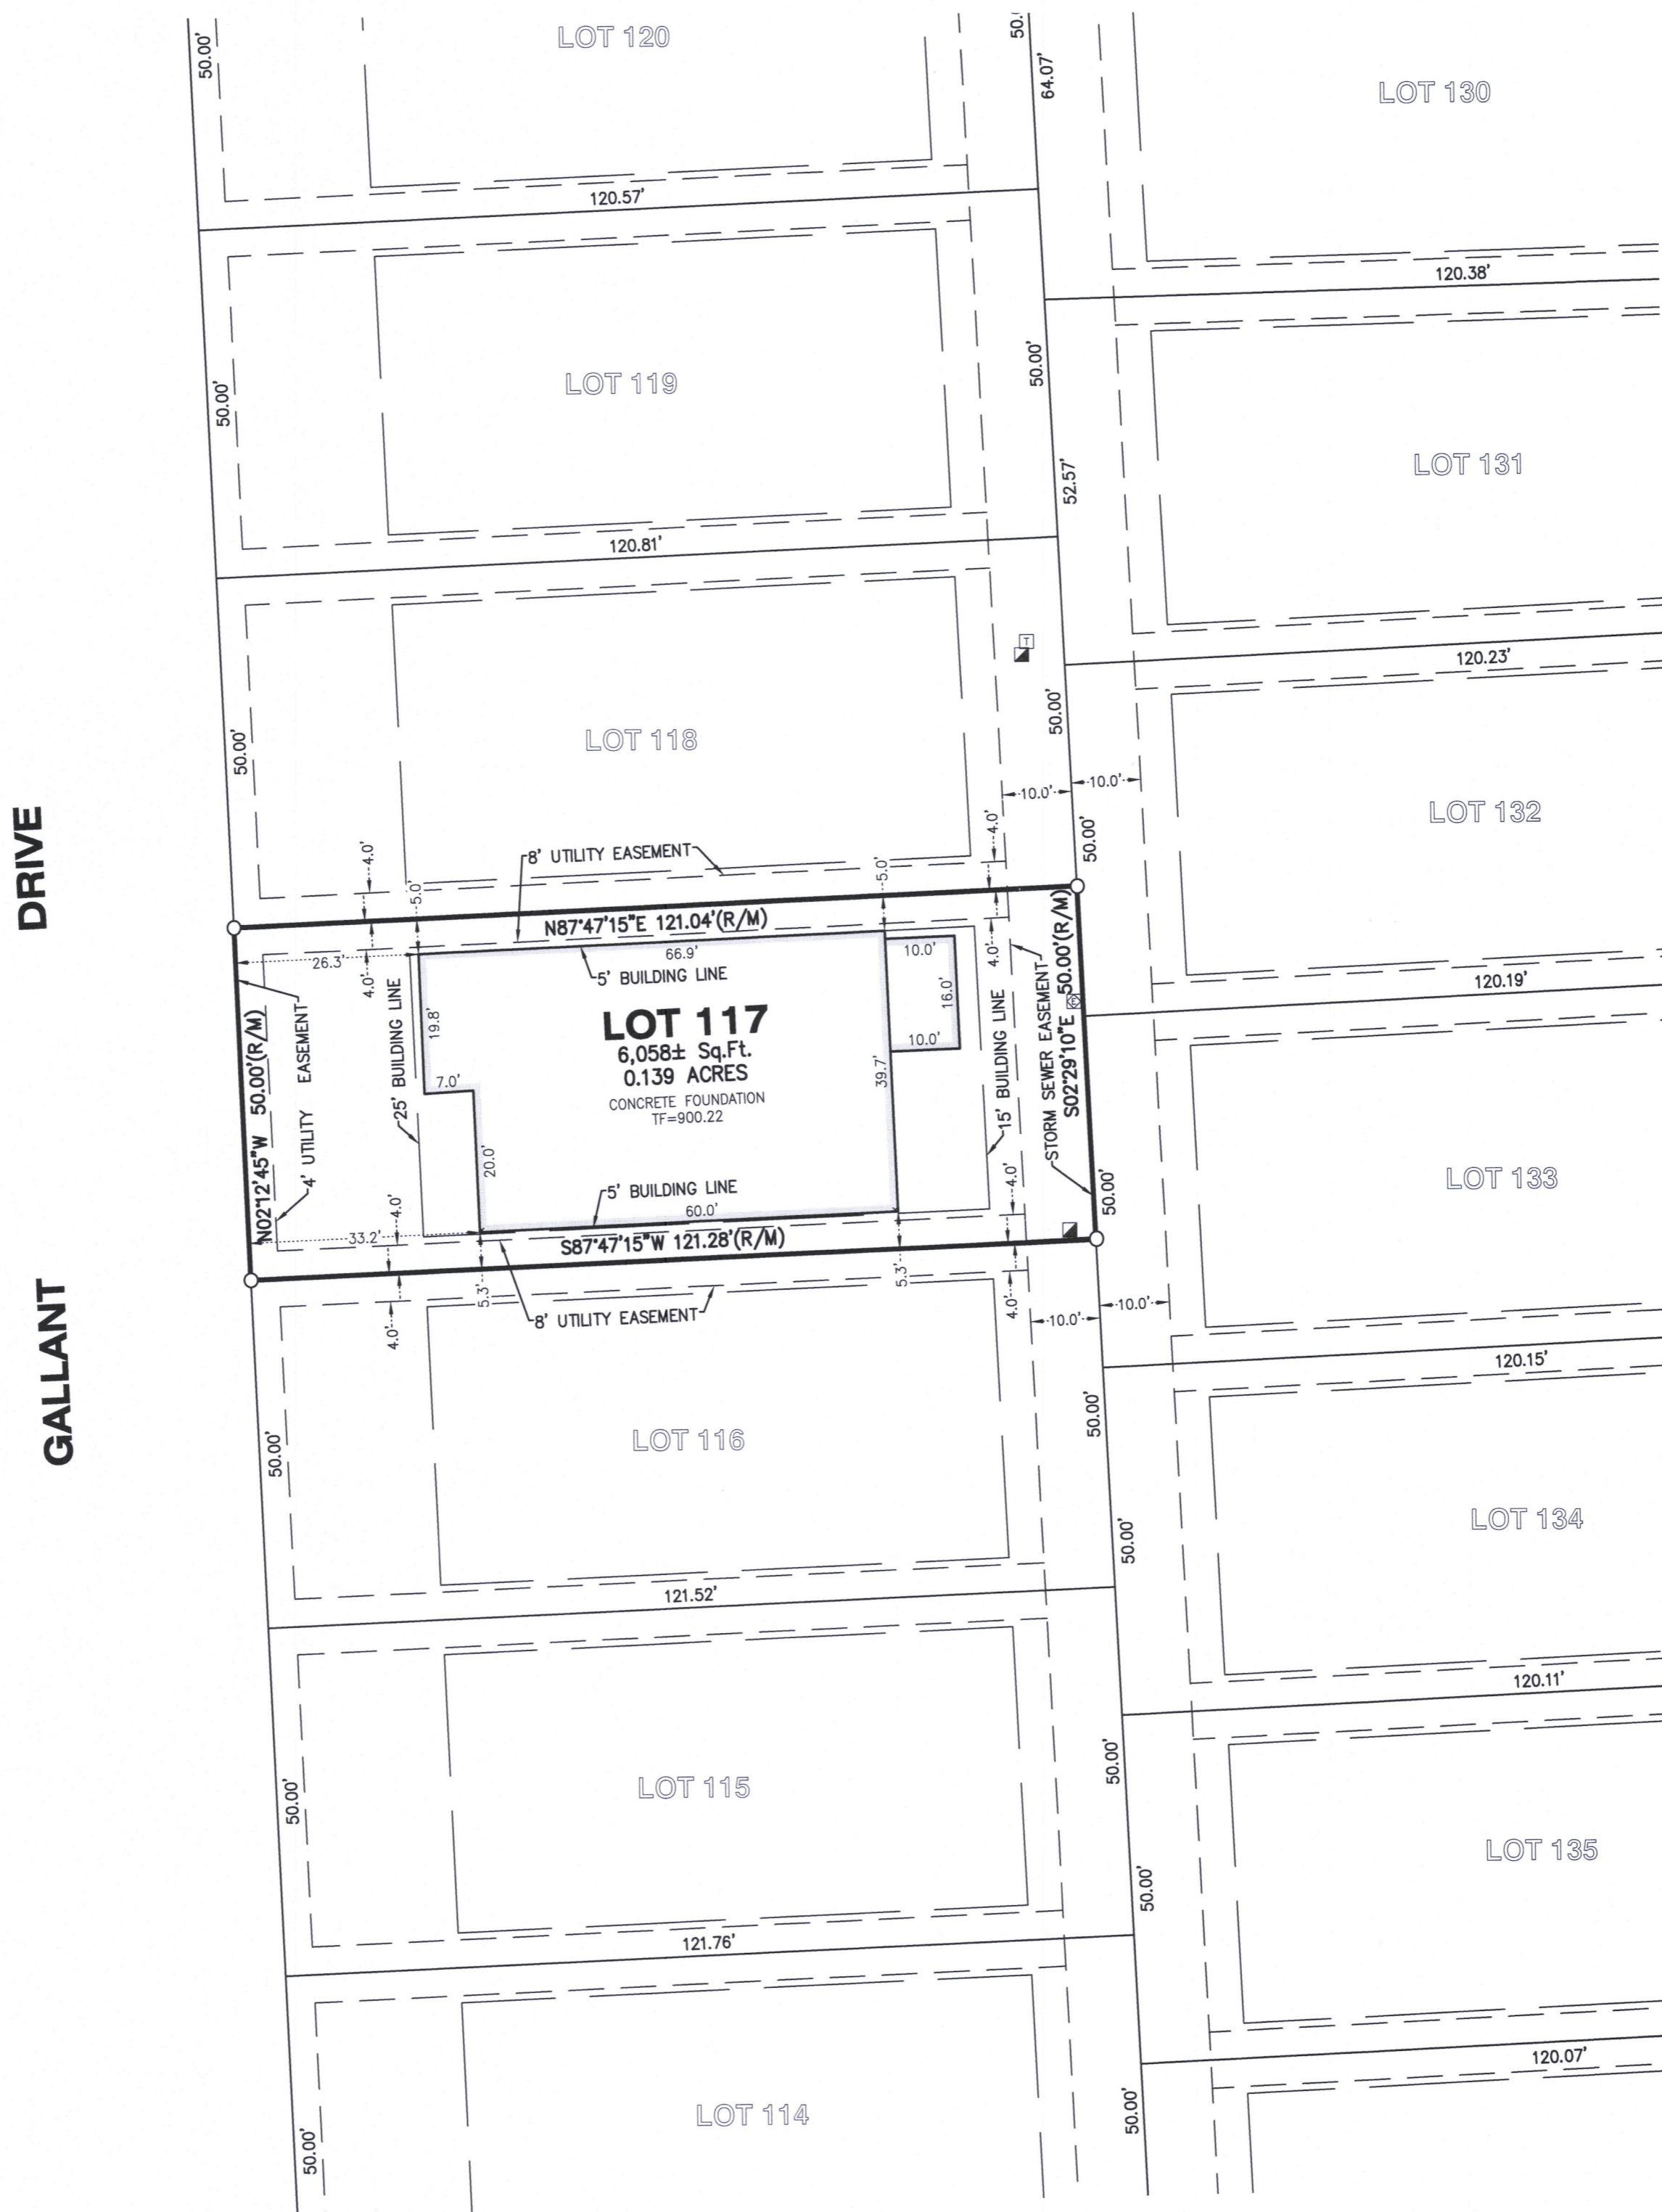 50.00'
LOT 120
50.
64.07'
LOT 130
120.57'
120.38'
50.00'
LOT 119
50.00'
52.57'
LOT 131
120.81'
120.23'
50.00'
LOT 118
T
50.00'
10.0'
10.0'
LOT 132
50.00'
DRIVE
GALLANT
4.0'
5.0'
8' UTILITY EASEMENT
5.0'
4.0'
N87°47'15"E 121.04'(R/M)
26.3'
4.0'
66.9'
5' BUILDING LINE
10.0'
16.0'
10.0'
4.0'
120.19'
N02°12'45"W 50.00'(R/M)
4' UTILITY EASEMENT
25' BUILDING LINE
19.8'
7.0'
20.0'
LOT 117
6,058± Sq.Ft.
0.139 ACRES
CONCRETE FOUNDATION
TF=900.22
39.7'
15' BUILDING LINE
STORM SEWER EASEMENT
S02°29'10"E 50.00'(R/M)
LOT 133
50.00'
4.0'
5' BUILDING LINE
60.0'
4.0'
33.2'
S87°47'15"W 121.28'(R/M)
5.3'
5.3'
4.0'
8' UTILITY EASEMENT
4.0'
10.0'
10.0'
120.15'
50.00'
LOT 116
50.00'
LOT 134
50.00'
121.52'
120.11'
50.00'
LOT 115
50.00'
LOT 135
50.00'
121.76'
120.07'
50.00'
LOT 114
50.00'